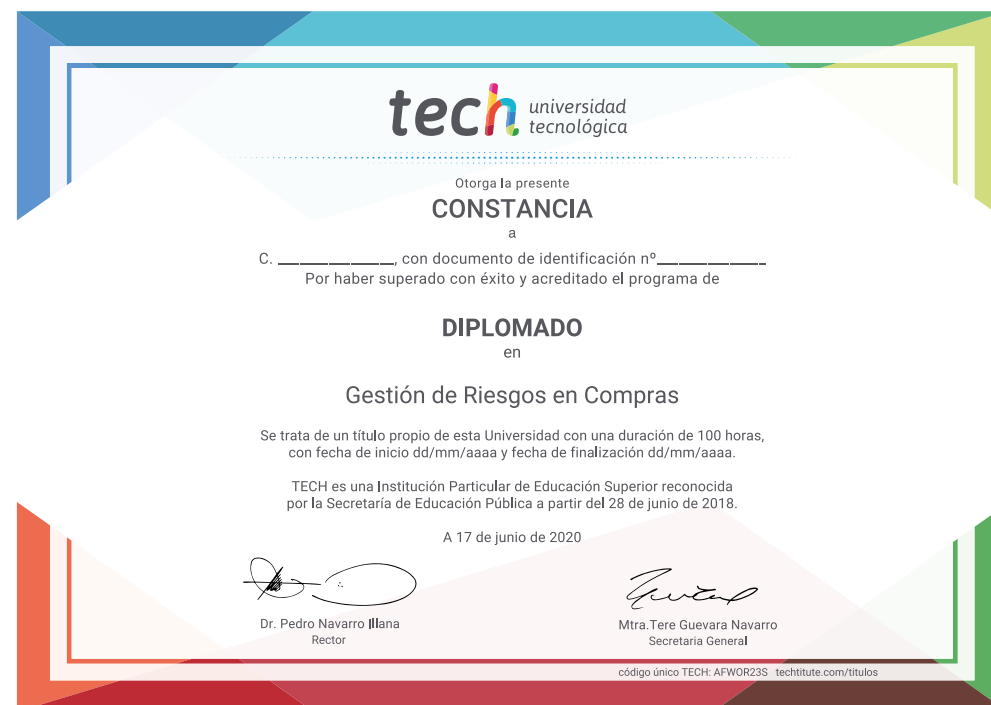 tech universidad
tecnológica
Otorga la presente
CONSTANCIA
a
C. ______________, con documento de identificación nº_____________
Por haber superado con éxito y acreditado el programa de
DIPLOMADO
en
Gestión de Riesgos en Compras
Se trata de un título propio de esta Universidad con una duración de 100 horas,
con fecha de inicio dd/mm/aaaa y fecha de finalización dd/mm/aaaa.
TECH es una Institución Particular de Educación Superior reconocida
por la Secretaría de Educación Pública a partir del 28 de junio de 2018.
A 17 de junio de 2020
Dr. Pedro Navarro Illana
Rector
Mtra.Tere Guevara Navarro
Secretaria General
código único TECH: AFWOR23S techtitute.com/titulos